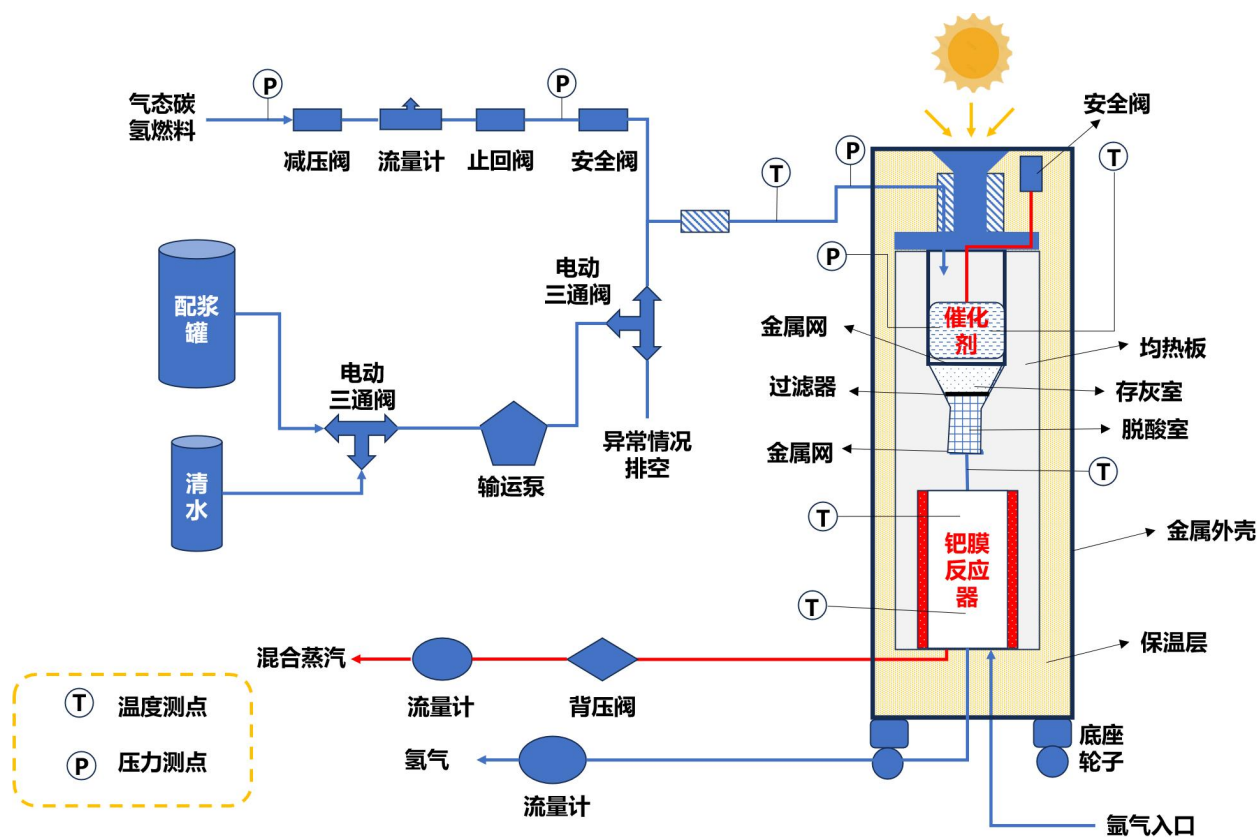 气态碳
氢燃料
P
减压阀
流量计
止回阀
P
安全阀
T
P
安全阀
T
配浆
罐
清
水
电动
三通阀
输运泵
电动
三通阀
异常情况
排空
P
催化
剂
金属网
过滤器
金属网
均热板
存灰室
脱酸室
T
T
钯膜
反应
器
T
金属外壳
保温层
混合蒸汽
流量计
背压阀
氢气
流量计
底座
轮子
氩气入口
T 温度测点
P 压力测点